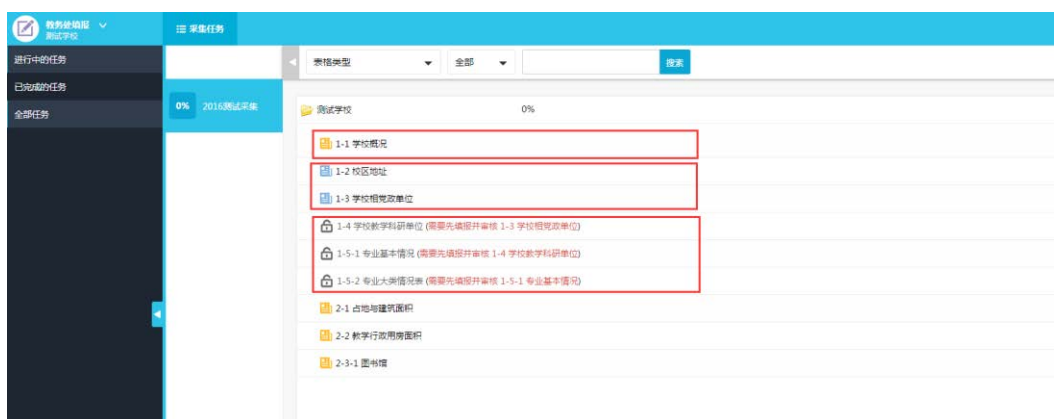 教务处填报
测试学校
采集任务
进行中的任务
已完成的任务
全部任务
0% 2016测试采集
表格类型 全部 搜索
测试学校 0%
1-1 学校概况
1-2 校区地址
1-3 学校相党政单位
1-4 学校教学科研单位 (需要先填报并审核 1-3 学校相党政单位)
1-5-1 专业基本情况 (需要先填报并审核 1-4 学校教学科研单位)
1-5-2 专业大类情况表 (需要先填报并审核 1-5-1 专业基本情况)
2-1 占地与建筑面积
2-2 教学行政用房面积
2-3-1 图书馆